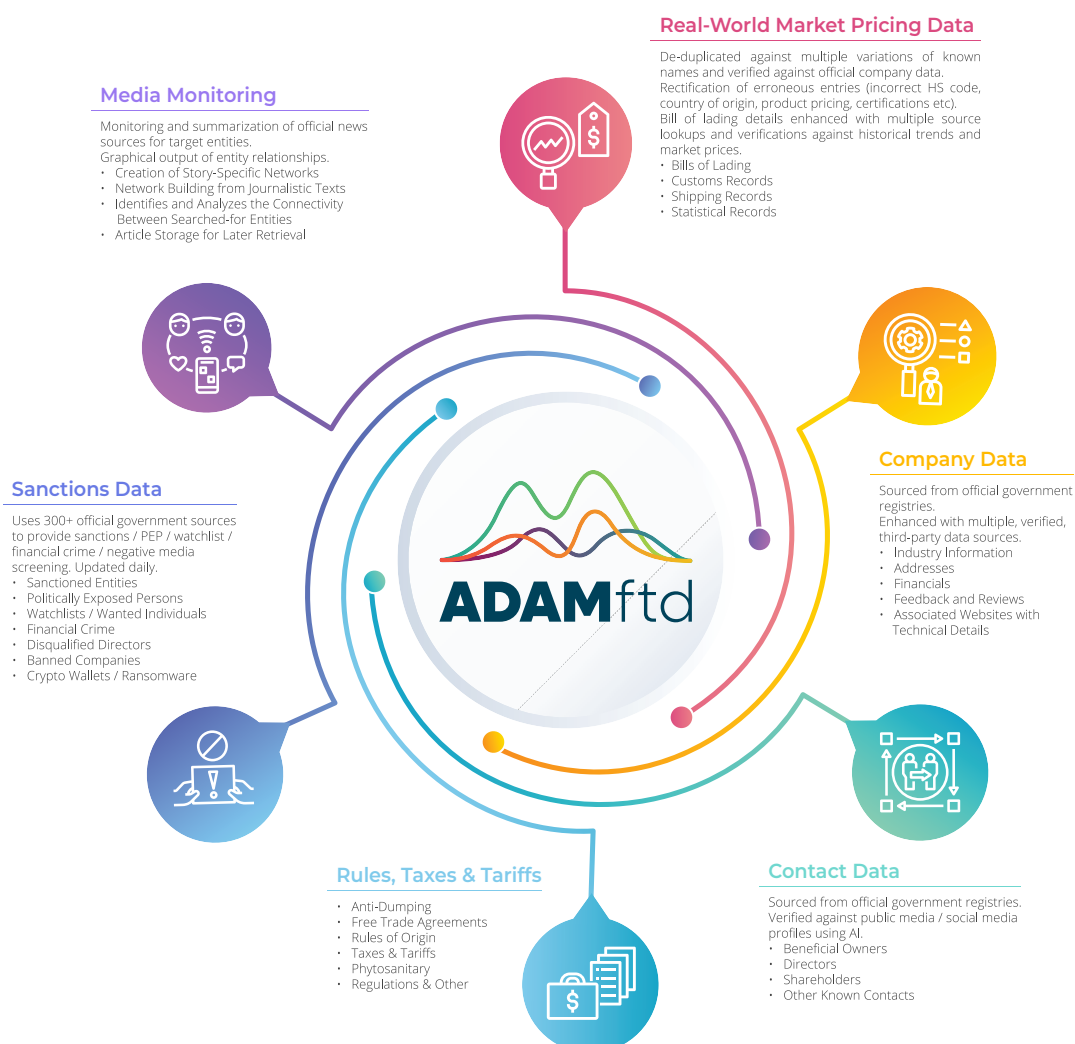 Real-World Market Pricing Data
De-duplicated against multiple variations of known
names and verified against official company data.
Rectification of erroneous entries (incorrect HS code,
country of origin, product pricing, certifications etc).
Bill of lading details enhanced with multiple source
lookups and verifications against historical trends and
market prices.
• Bills of Lading
• Customs Records
• Shipping Records
• Statistical Records
$
Media Monitoring
Monitoring and summarization of official news
sources for target entities.
Graphical output of entity relationships.
• Creation of Story-Specific Networks
• Network Building from Journalistic Texts
• Identifies and Analyzes the Connectivity
Between Searched-for Entities
• Article Storage for Later Retrieval
Company Data
Sourced from official government
registries.
Enhanced with multiple, verified,
third-party data sources.
• Industry Information
• Addresses
• Financials
• Feedback and Reviews
• Associated Websites with
Technical Details
Sanctions Data
Uses 300+ official government sources
to provide sanctions / PEP / watchlist /
financial crime / negative media
screening. Updated daily.
• Sanctioned Entities
• Politically Exposed Persons
• Watchlists / Wanted Individuals
• Financial Crime
• Disqualified Directors
• Banned Companies
• Crypto Wallets / Ransomware
ADAMftd
!
Rules, Taxes & Tariffs
• Anti-Dumping
• Free Trade Agreements
• Rules of Origin
• Taxes & Tariffs
• Phytosanitary
• Regulations & Other
$
Contact Data
Sourced from official government registries.
Verified against public media / social media
profiles using AI.
• Beneficial Owners
• Directors
• Shareholders
• Other Known Contacts